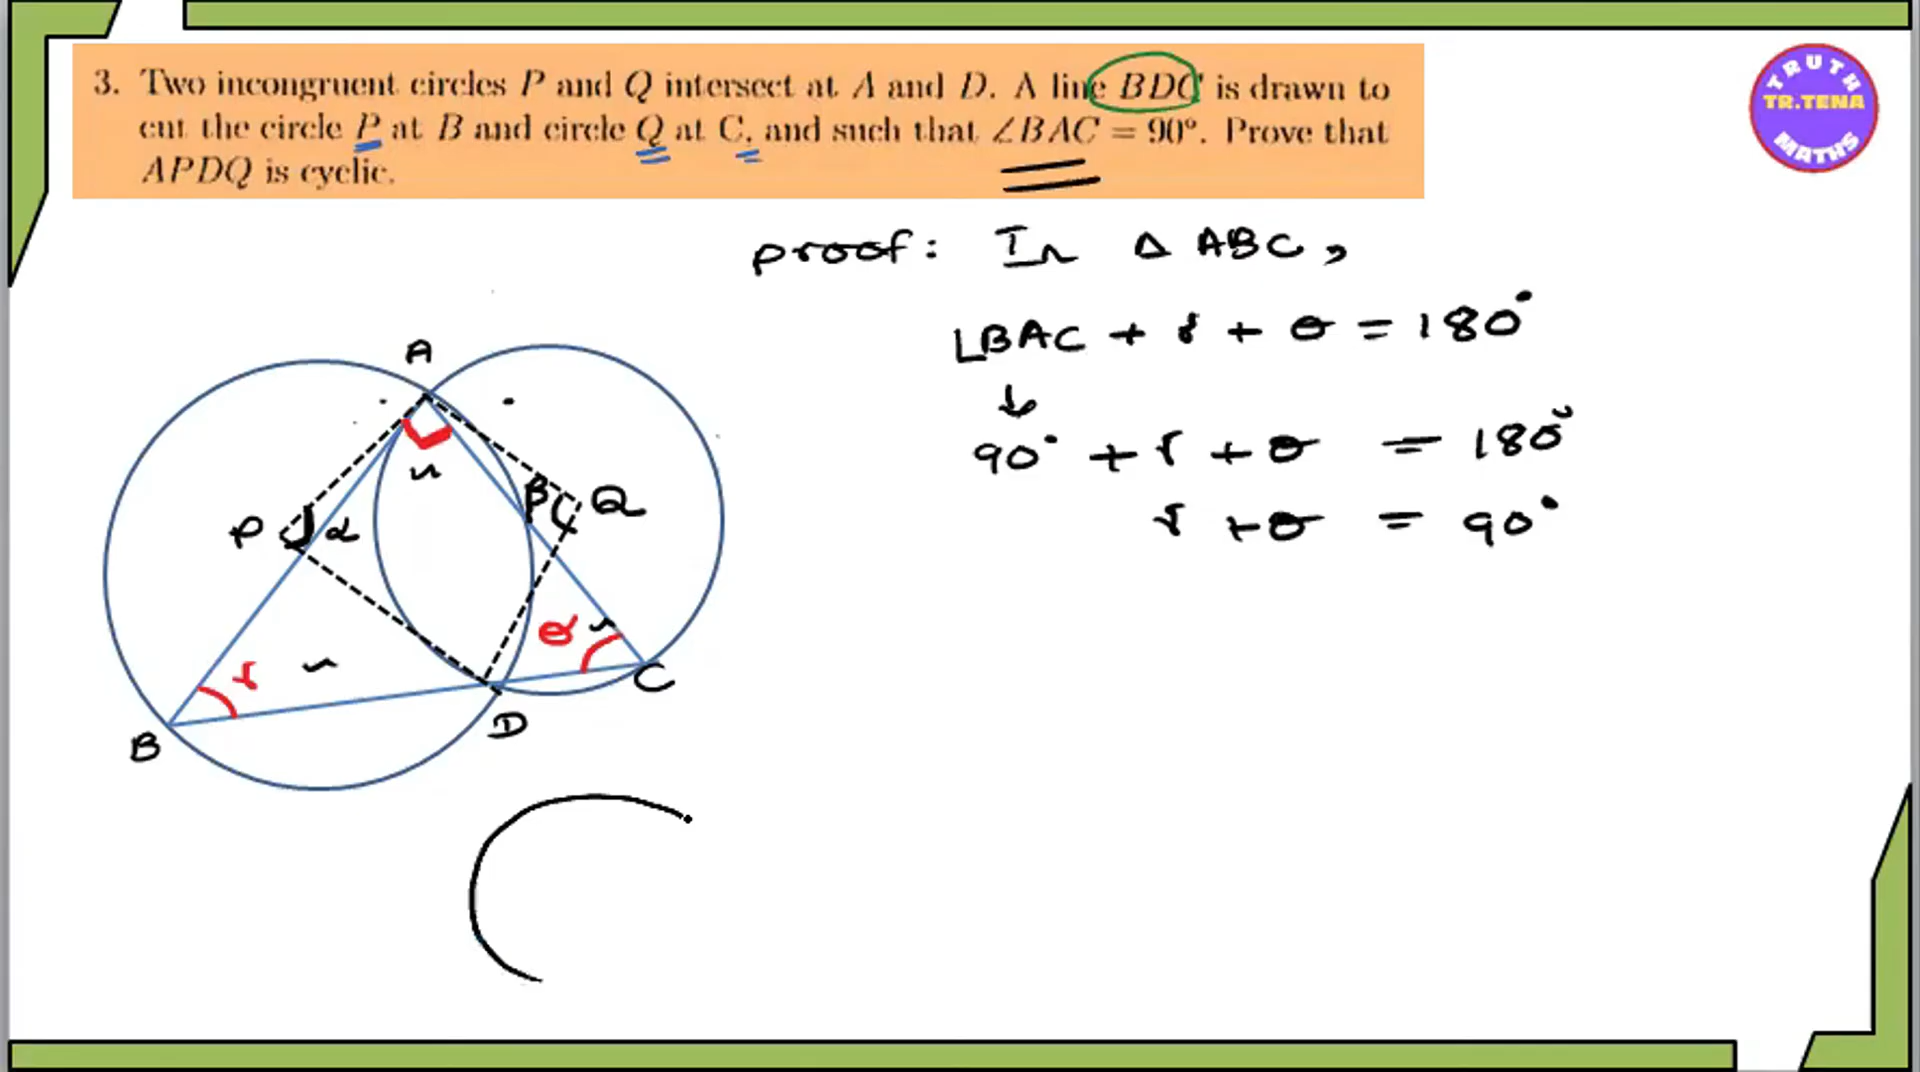 3. Two incongruent circles P and Q intersect at A and D. A line BDC is drawn to
cut the circle P at B and circle Q at C, and such that ∠BAC = 90°. Prove that
APDQ is cyclic.
TRUTH
TR.TENA
MATHS
proof: In Δ ABC,
∠BAC + r + θ = 180°
↓
90° + r + θ = 180°
r + θ = 90°
A
P α
β Q
r
θ
C
D
B